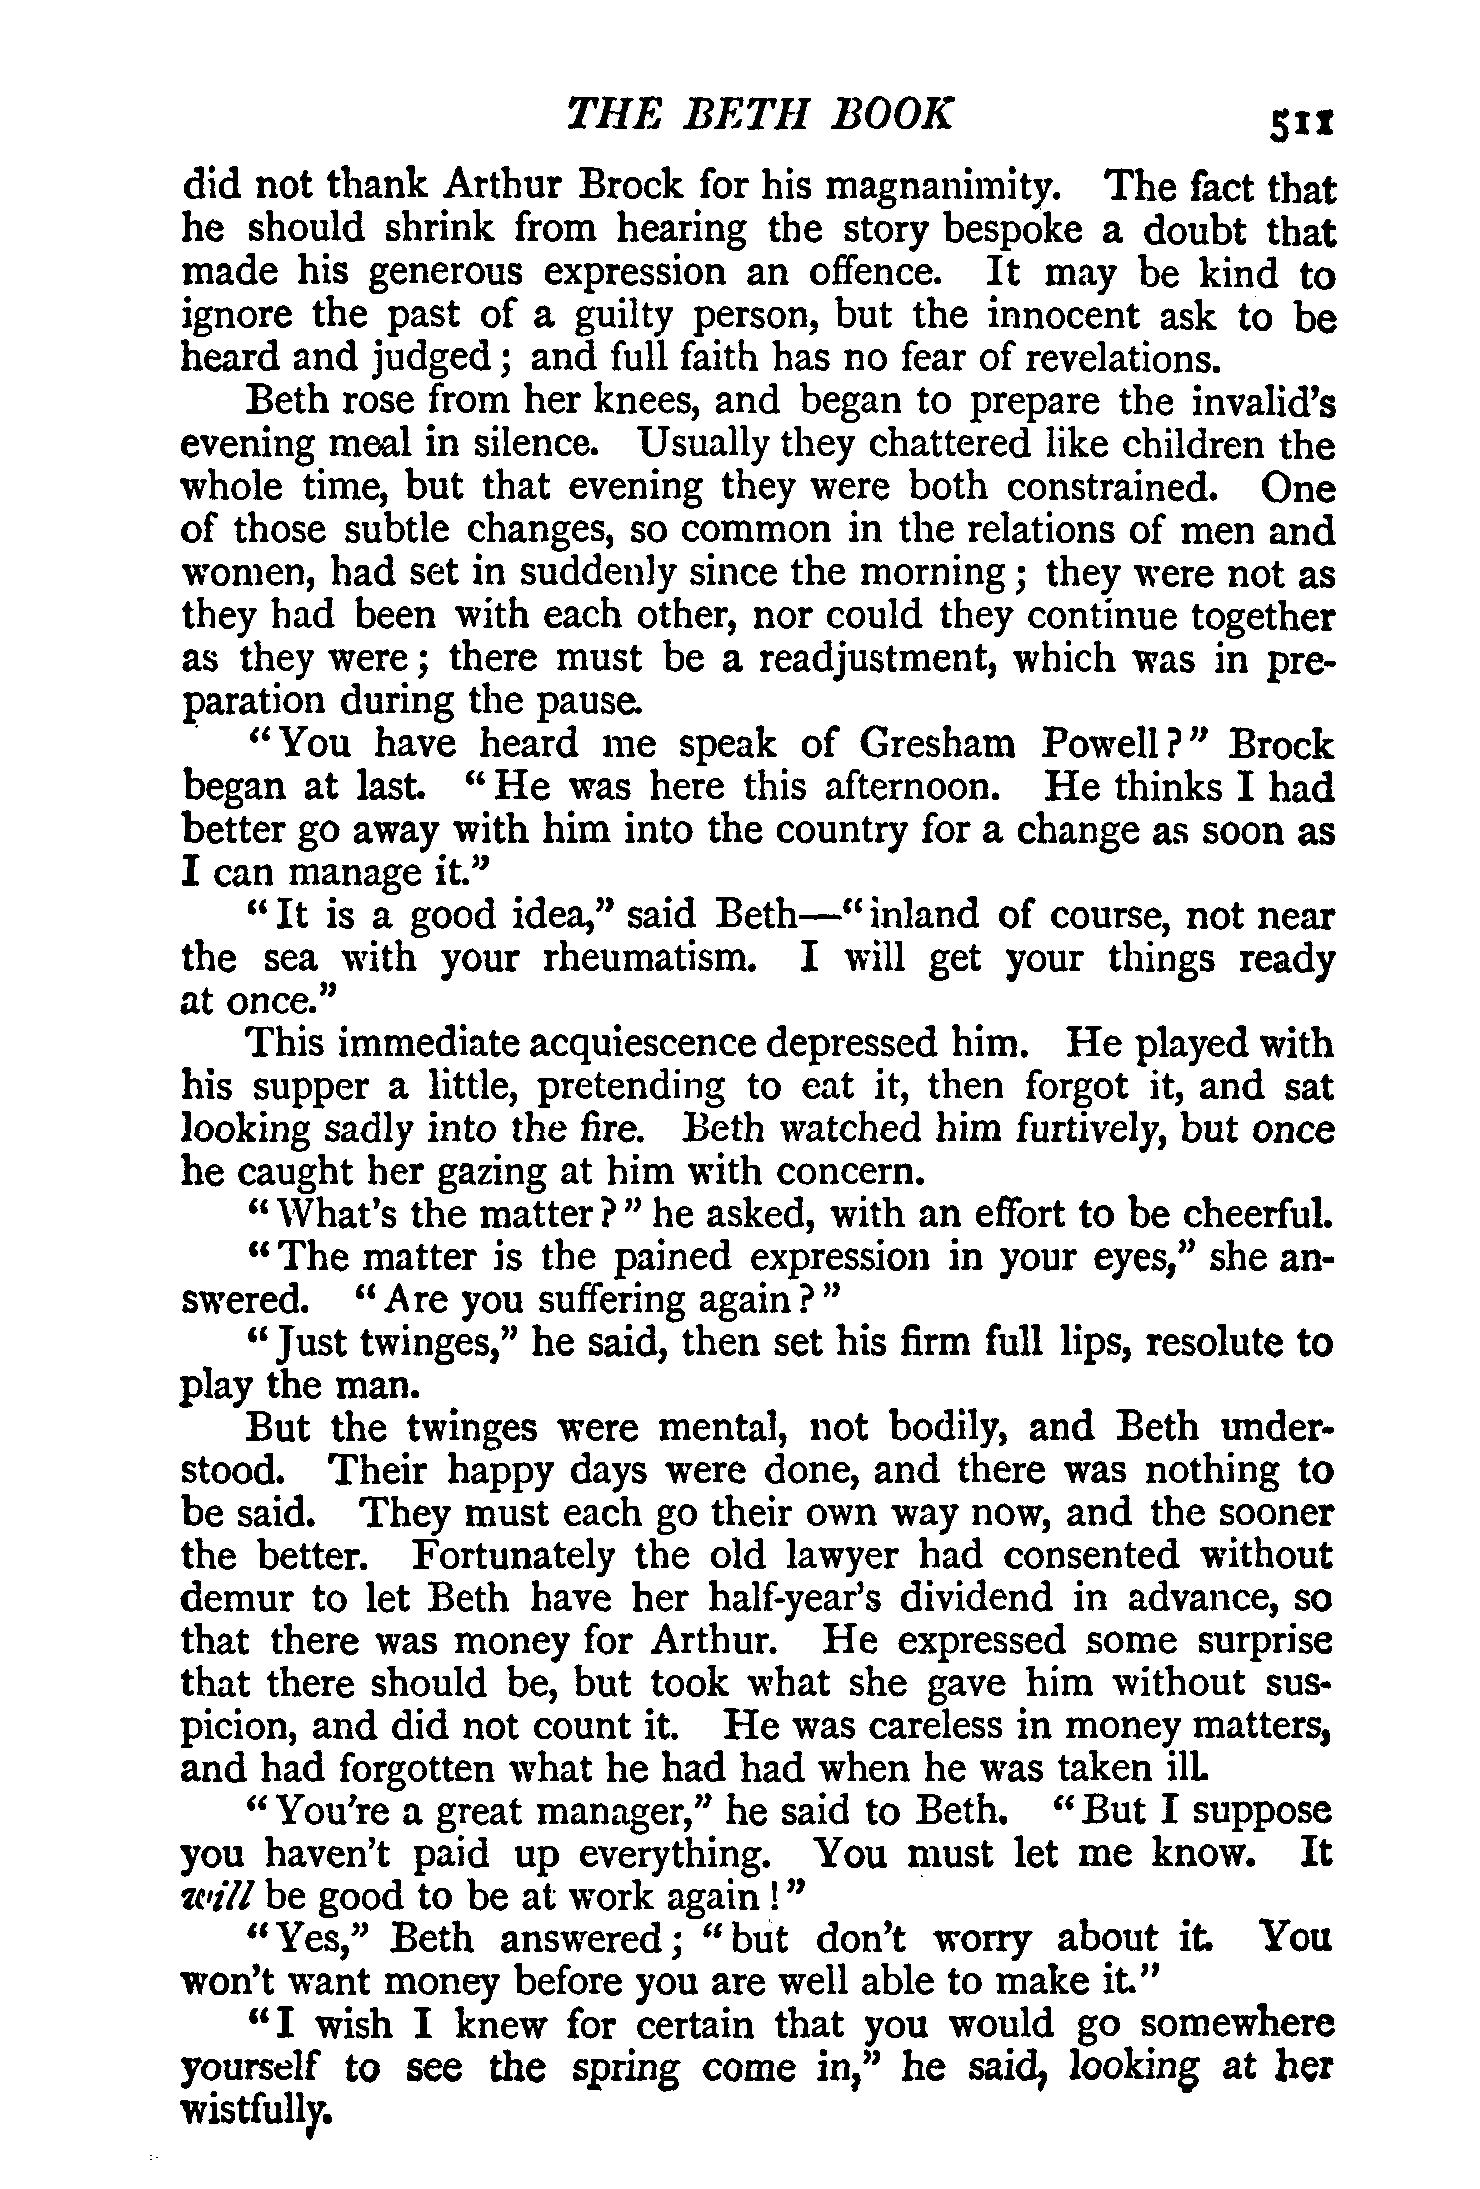 THE BETH BOOK 511
did not thank Arthur Brock for his magnanimity. The fact that
he should shrink from hearing the story bespoke a doubt that
made his generous expression an offence. It may be kind to
ignore the past of a guilty person, but the innocent ask to be
heard and judged; and full faith has no fear of revelations.
Beth rose from her knees, and began to prepare the invalid's
evening meal in silence. Usually they chattered like children the
whole time, but that evening they were both constrained. One
of those subtle changes, so common in the relations of men and
women, had set in suddenly since the morning; they were not as
they had been with each other, nor could they continue together
as they were; there must be a readjustment, which was in pre-
paration during the pause.
"You have heard me speak of Gresham Powell?" Brock
began at last. "He was here this afternoon. He thinks I had
better go away with him into the country for a change as soon as
I can manage it."
"It is a good idea," said Beth—"inland of course, not near
the sea with your rheumatism. I will get your things ready
at once."
This immediate acquiescence depressed him. He played with
his supper a little, pretending to eat it, then forgot it, and sat
looking sadly into the fire. Beth watched him furtively, but once
he caught her gazing at him with concern.
"What's the matter?" he asked, with an effort to be cheerful.
"The matter is the pained expression in your eyes," she an-
swered. "Are you suffering again?"
"Just twinges," he said, then set his firm full lips, resolute to
play the man.
But the twinges were mental, not bodily, and Beth under-
stood. Their happy days were done, and there was nothing to
be said. They must each go their own way now, and the sooner
the better. Fortunately the old lawyer had consented without
demur to let Beth have her half-year's dividend in advance, so
that there was money for Arthur. He expressed some surprise
that there should be, but took what she gave him without sus-
picion, and did not count it. He was careless in money matters,
and had forgotten what he had had when he was taken ill.
"You're a great manager," he said to Beth. "But I suppose
you haven't paid up everything. You must let me know. It
will be good to be at work again!"
"Yes," Beth answered; "but don't worry about it. You
won't want money before you are well able to make it."
"I wish I knew for certain that you would go somewhere
yourself to see the spring come in," he said, looking at her
wistfully.